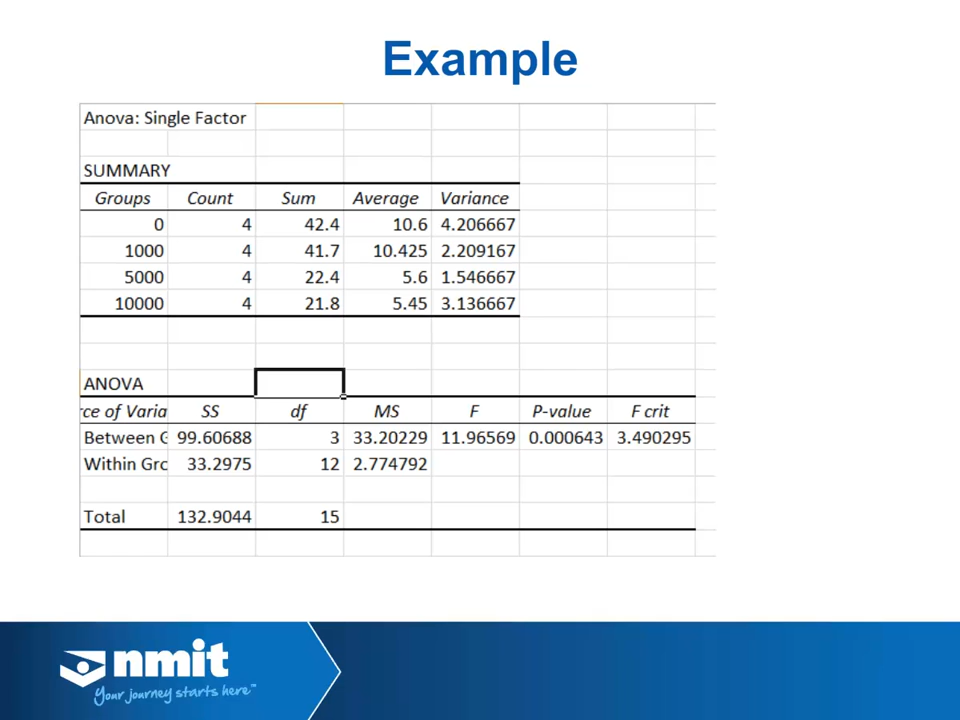 Example
Anova: Single Factor
SUMMARY
Groups Count Sum Average Variance
0 4 42.4 10.6 4.206667
1000 4 41.7 10.425 2.209167
5000 4 22.4 5.6 1.546667
10000 4 21.8 5.45 3.136667
ANOVA
rce of Varia SS df MS F P-value F crit
Between G 99.60688 3 33.20229 11.96569 0.000643 3.490295
Within Gro 33.2975 12 2.774792
Total 132.9044 15
nmit
Your journey starts here™